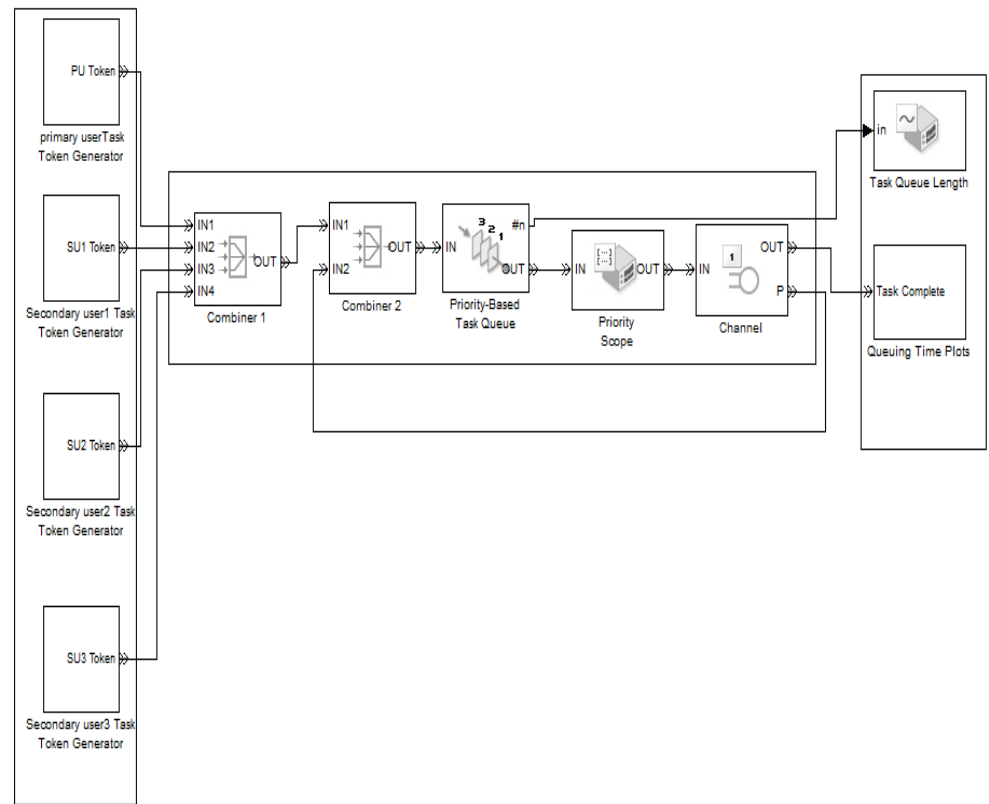 PU Token
primary userTask
Token Generator
SU1 Token
Secondary user1 Task
Token Generator
SU2 Token
Secondary user2 Task
Token Generator
SU3 Token
Secondary user3 Task
Token Generator
IN1
IN2
IN3
IN4
OUT
Combiner 1
IN1
IN2
OUT
Combiner 2
IN
3
2
1
#n
OUT
Priority-Based
Task Queue
IN
[...]
OUT
Priority
Scope
IN
1
OUT
P
Channel
in
Task Queue Length
Task Complete
Queuing Time Plots